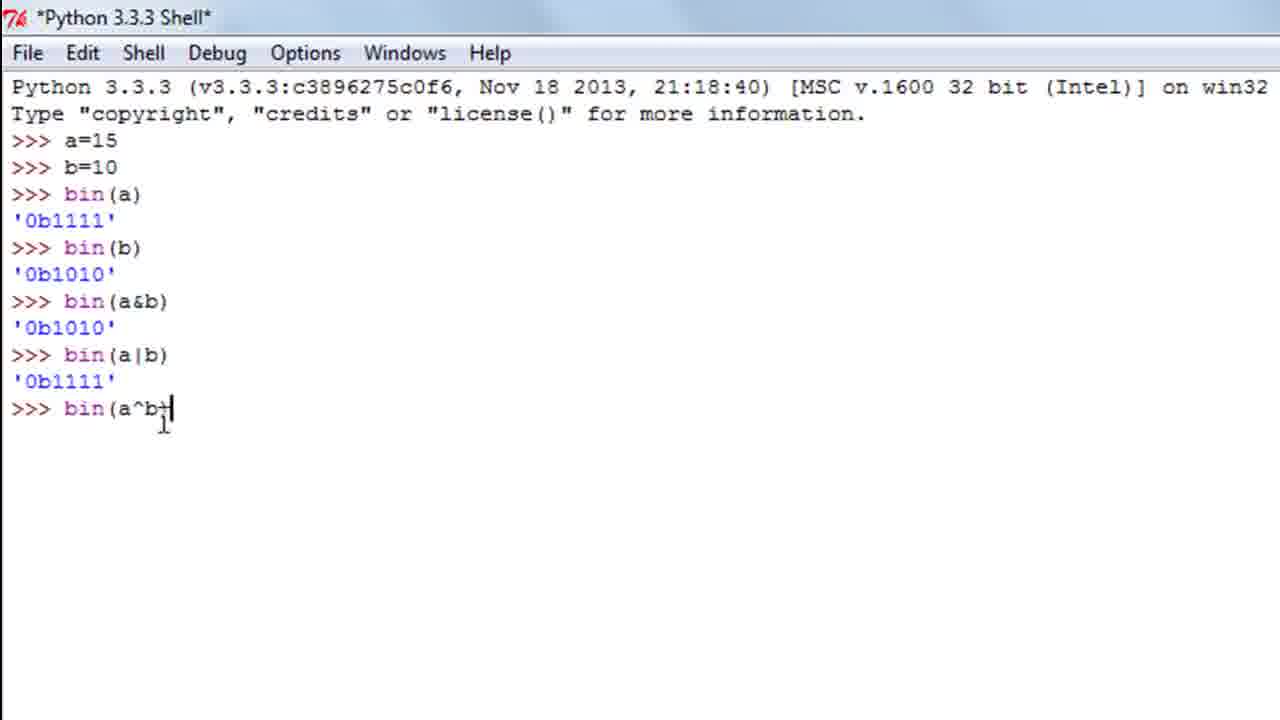 *Python 3.3.3 Shell*
File Edit Shell Debug Options Windows Help
Python 3.3.3 (v3.3.3:c3896275c0f6, Nov 18 2013, 21:18:40) [MSC v.1600 32 bit (Intel)] on win32
Type "copyright", "credits" or "license()" for more information.
>>> a=15
>>> b=10
>>> bin(a)
'0b1111'
>>> bin(b)
'0b1010'
>>> bin(a&b)
'0b1010'
>>> bin(a|b)
'0b1111'
>>> bin(a^b)